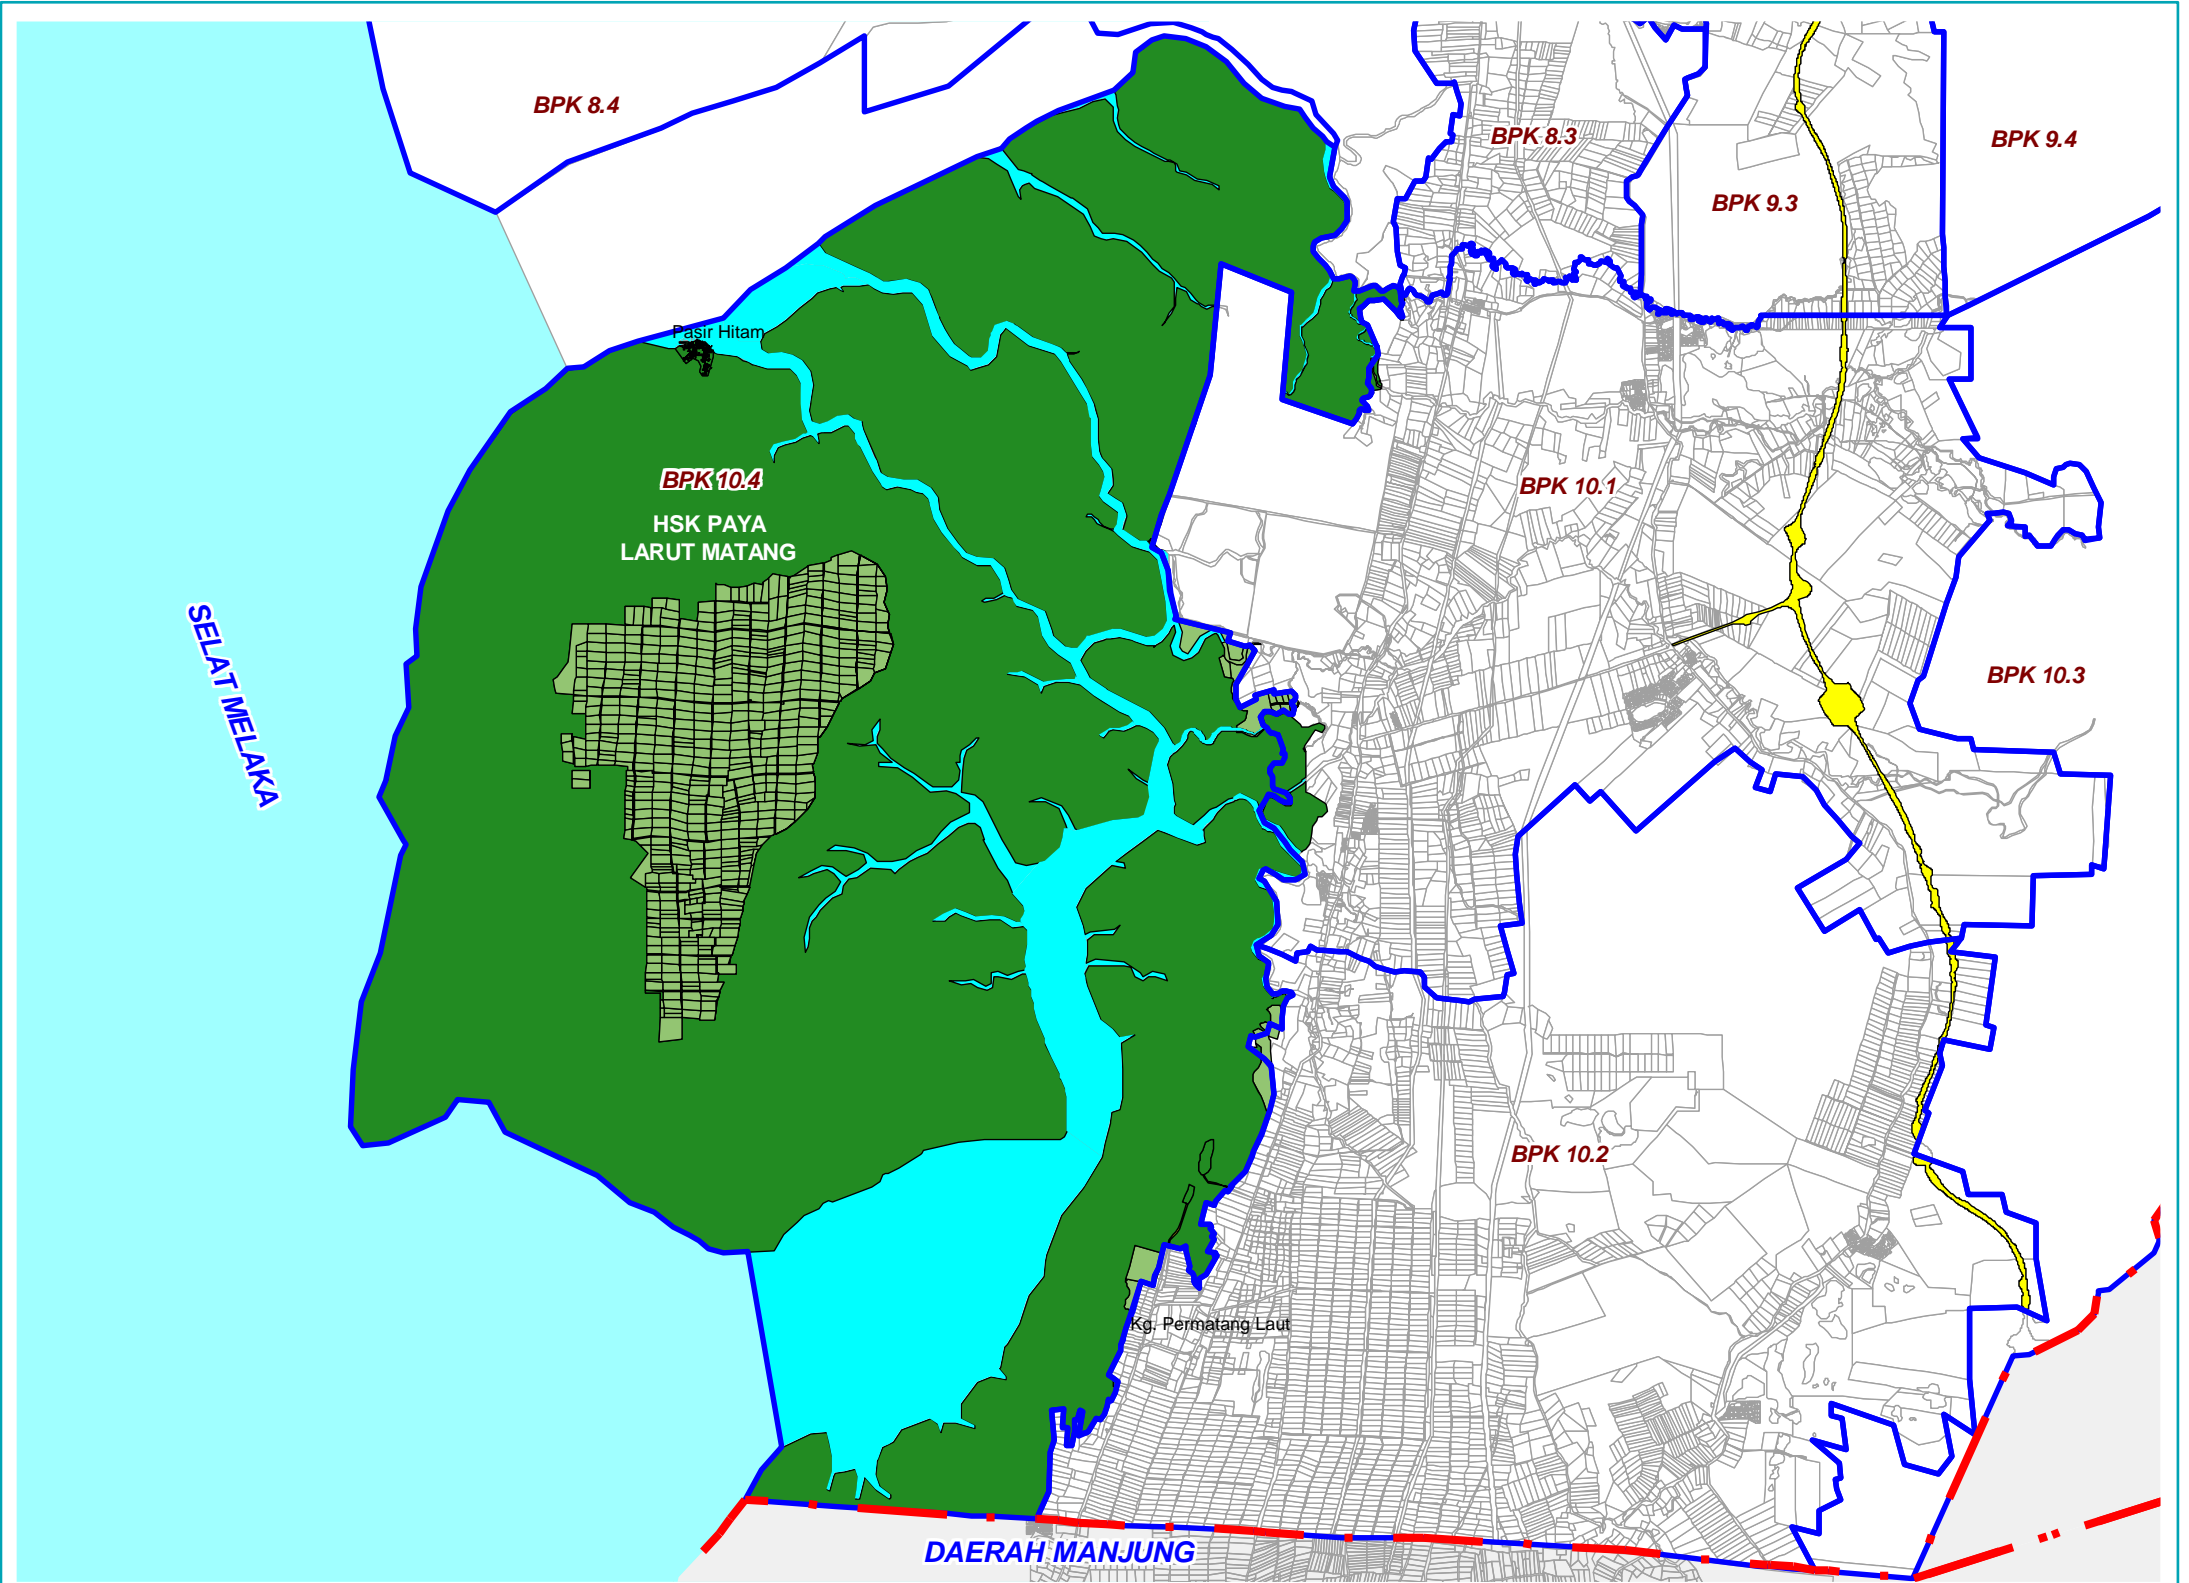 BPK 8.4
BPK 8.3
BPK 9.4
BPK 9.3
Pasir Hitam
BPK 10.4
HSK PAYA
LARUT MATANG
BPK 10.1
SELAT MELAKA
BPK 10.3
BPK 10.2
Kg. Permatang Laut
DAERAH MANJUNG